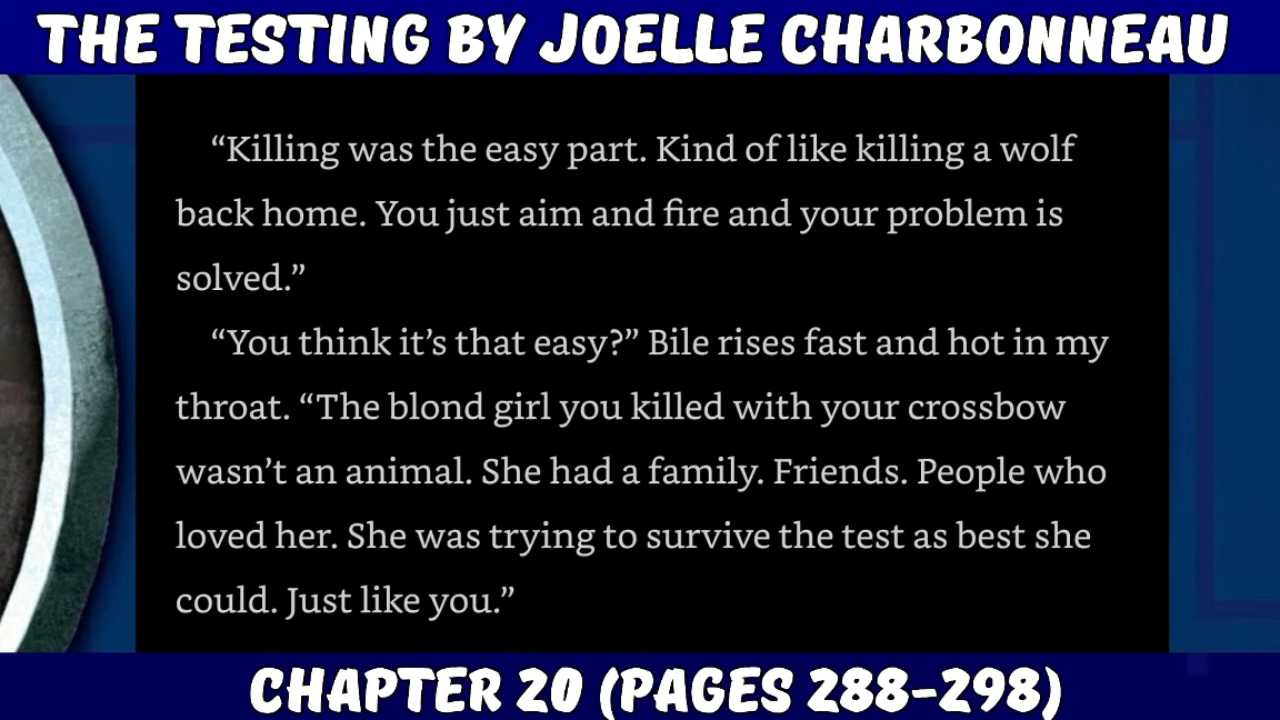 THE TESTING BY JOELLE CHARBONNEAU
“Killing was the easy part. Kind of like killing a wolf
back home. You just aim and fire and your problem is
solved.”
“You think it’s that easy?” Bile rises fast and hot in my
throat. “The blond girl you killed with your crossbow
wasn’t an animal. She had a family. Friends. People who
loved her. She was trying to survive the test as best she
could. Just like you.”
CHAPTER 20 (PAGES 288-298)